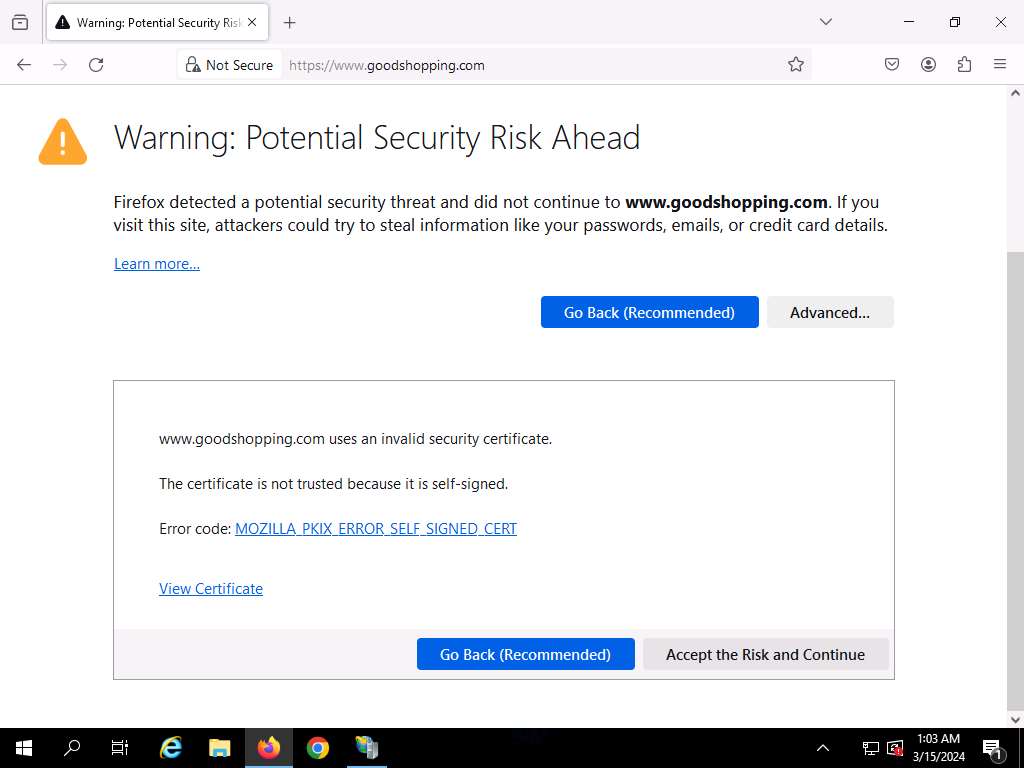 Warning: Potential Security Risk
Not Secure
https://www.goodshopping.com
Warning: Potential Security Risk Ahead
Firefox detected a potential security threat and did not continue to www.goodshopping.com. If you
visit this site, attackers could try to steal information like your passwords, emails, or credit card details.
Learn more...
Go Back (Recommended)
Advanced...
www.goodshopping.com uses an invalid security certificate.
The certificate is not trusted because it is self-signed.
Error code: MOZILLA_PKIX_ERROR_SELF_SIGNED_CERT
View Certificate
Go Back (Recommended)
Accept the Risk and Continue
1:03 AM
3/15/2024
1